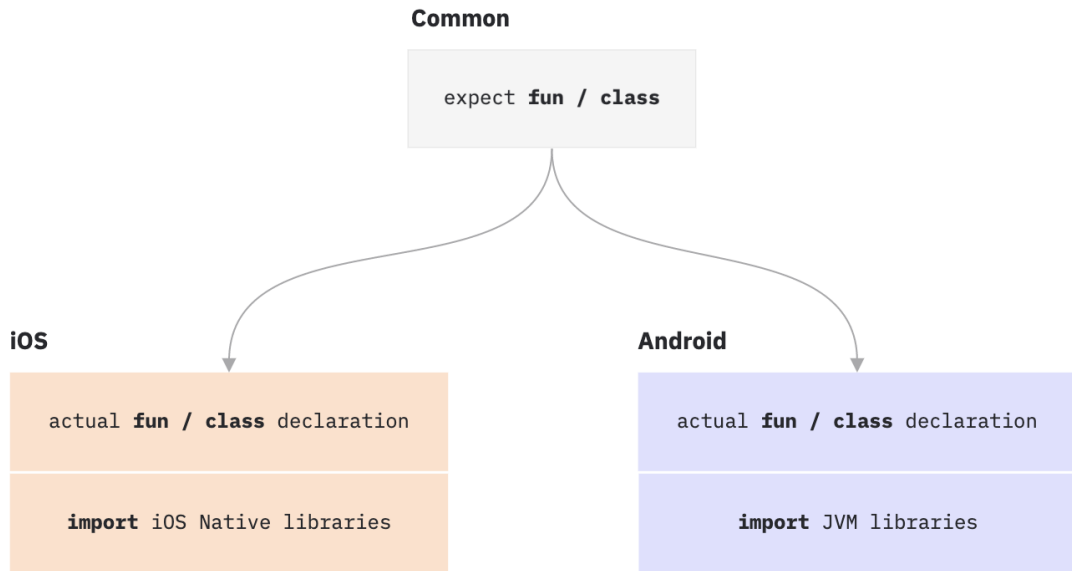 Common
expect fun / class
iOS
Android
actual fun / class declaration
actual fun / class declaration
import iOS Native libraries
import JVM libraries